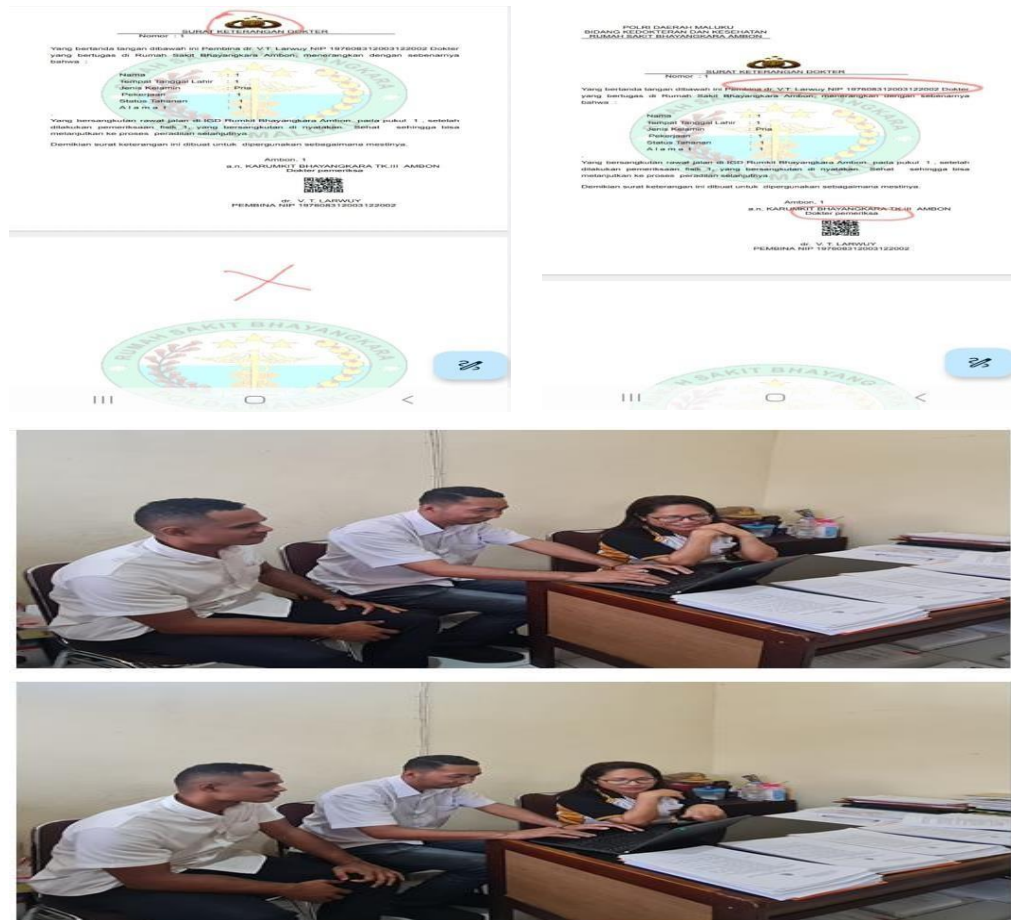 SURAT KETERANGAN DOKTER
Nomor : 1
Yang bertanda tangan dibawah ini Pembina dr. V.T. Larwuy NIP 197608312003122002 Dokter
yang bertugas di Rumah Sakit Bhayangkara Ambon, menerangkan dengan sebenarnya
bahwa :
Nama : 1
Tempat Tanggal Lahir : 1
Jenis Kelamin : Pria
Pekerjaan : 1
Status Tahanan : 1
A l a m a t : 1
Yang bersangkutan rawat jalan di IGD Rumkit Bhayangkara Ambon pada pukul 1 , setelah
dilakukan pemeriksaan fisik 1, yang bersangkutan di nyatakan Sehat sehingga bisa
melanjutkan ke proses peradilan selanjutnya.
Demikian surat keterangan ini dibuat untuk dipergunakan sebagaimana mestinya.
Ambon, 1
a.n. KARUMKIT BHAYANGKARA TK.III AMBON
Dokter pemeriksa
dr. V. T. LARWUY
PEMBINA NIP 197608312003122002
RUMAH SAKIT BHAYANGKARA
POLRI DAERAH MALUKU
BIDANG KEDOKTERAN DAN KESEHATAN
RUMAH SAKIT BHAYANGKARA AMBON
SURAT KETERANGAN DOKTER
Nomor : 1
Yang bertanda tangan dibawah ini Pembina dr. V.T. Larwuy NIP 197608312003122002 Dokter
yang bertugas di Rumah Sakit Bhayangkara Ambon, menerangkan dengan sebenarnya
bahwa :
Nama : 1
Tempat Tanggal Lahir : 1
Jenis Kelamin : Pria
Pekerjaan : 1
Status Tahanan : 1
A l a m a t : 1
Yang bersangkutan rawat jalan di IGD Rumkit Bhayangkara Ambon pada pukul 1 , setelah
dilakukan pemeriksaan fisik 1, yang bersangkutan di nyatakan Sehat sehingga bisa
melanjutkan ke proses peradilan selanjutnya.
Demikian surat keterangan ini dibuat untuk dipergunakan sebagaimana mestinya.
Ambon, 1
a.n. KARUMKIT BHAYANGKARA TK.III AMBON
Dokter pemeriksa
dr. V. T. LARWUY
PEMBINA NIP 197608312003122002
H SAKIT BHAYANG